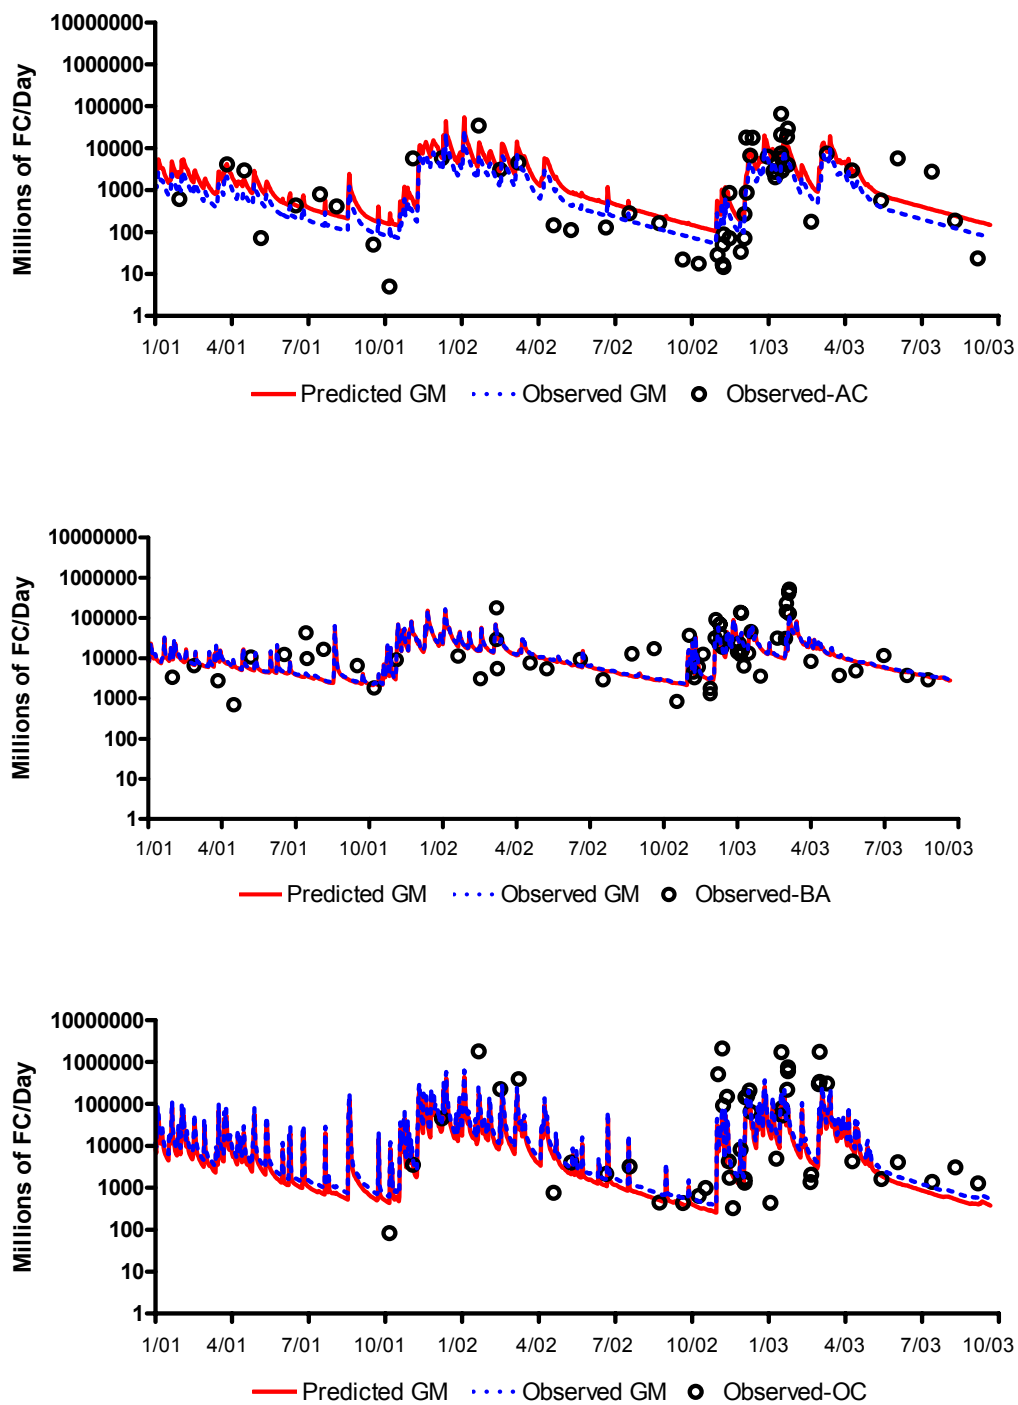 10000000
1000000
100000
10000
1000
100
10
1
Millions of FC/Day
1/01 4/01 7/01 10/01 1/02 4/02 7/02 10/02 1/03 4/03 7/03 10/03
Predicted GM Observed GM Observed-AC
10000000
1000000
100000
10000
1000
100
10
1
Millions of FC/Day
1/01 4/01 7/01 10/01 1/02 4/02 7/02 10/02 1/03 4/03 7/03 10/03
Predicted GM Observed GM Observed-BA
10000000
1000000
100000
10000
1000
100
10
1
Millions of FC/Day
1/01 4/01 7/01 10/01 1/02 4/02 7/02 10/02 1/03 4/03 7/03 10/03
Predicted GM Observed GM Observed-OC